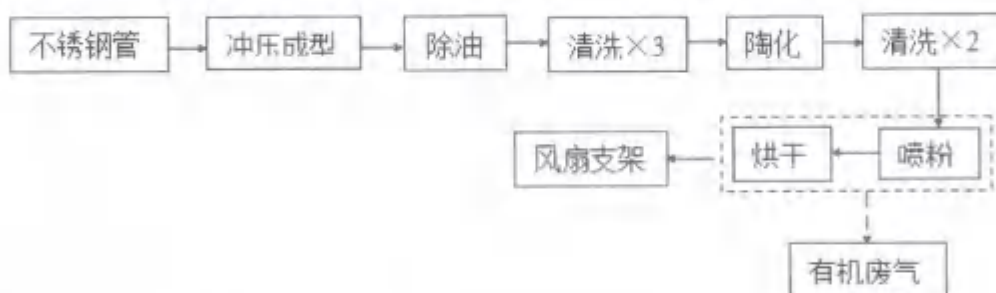 不锈钢管
冲压成型
除油
清洗×3
陶化
清洗×2
风扇支架
烘干
喷粉
有机废气